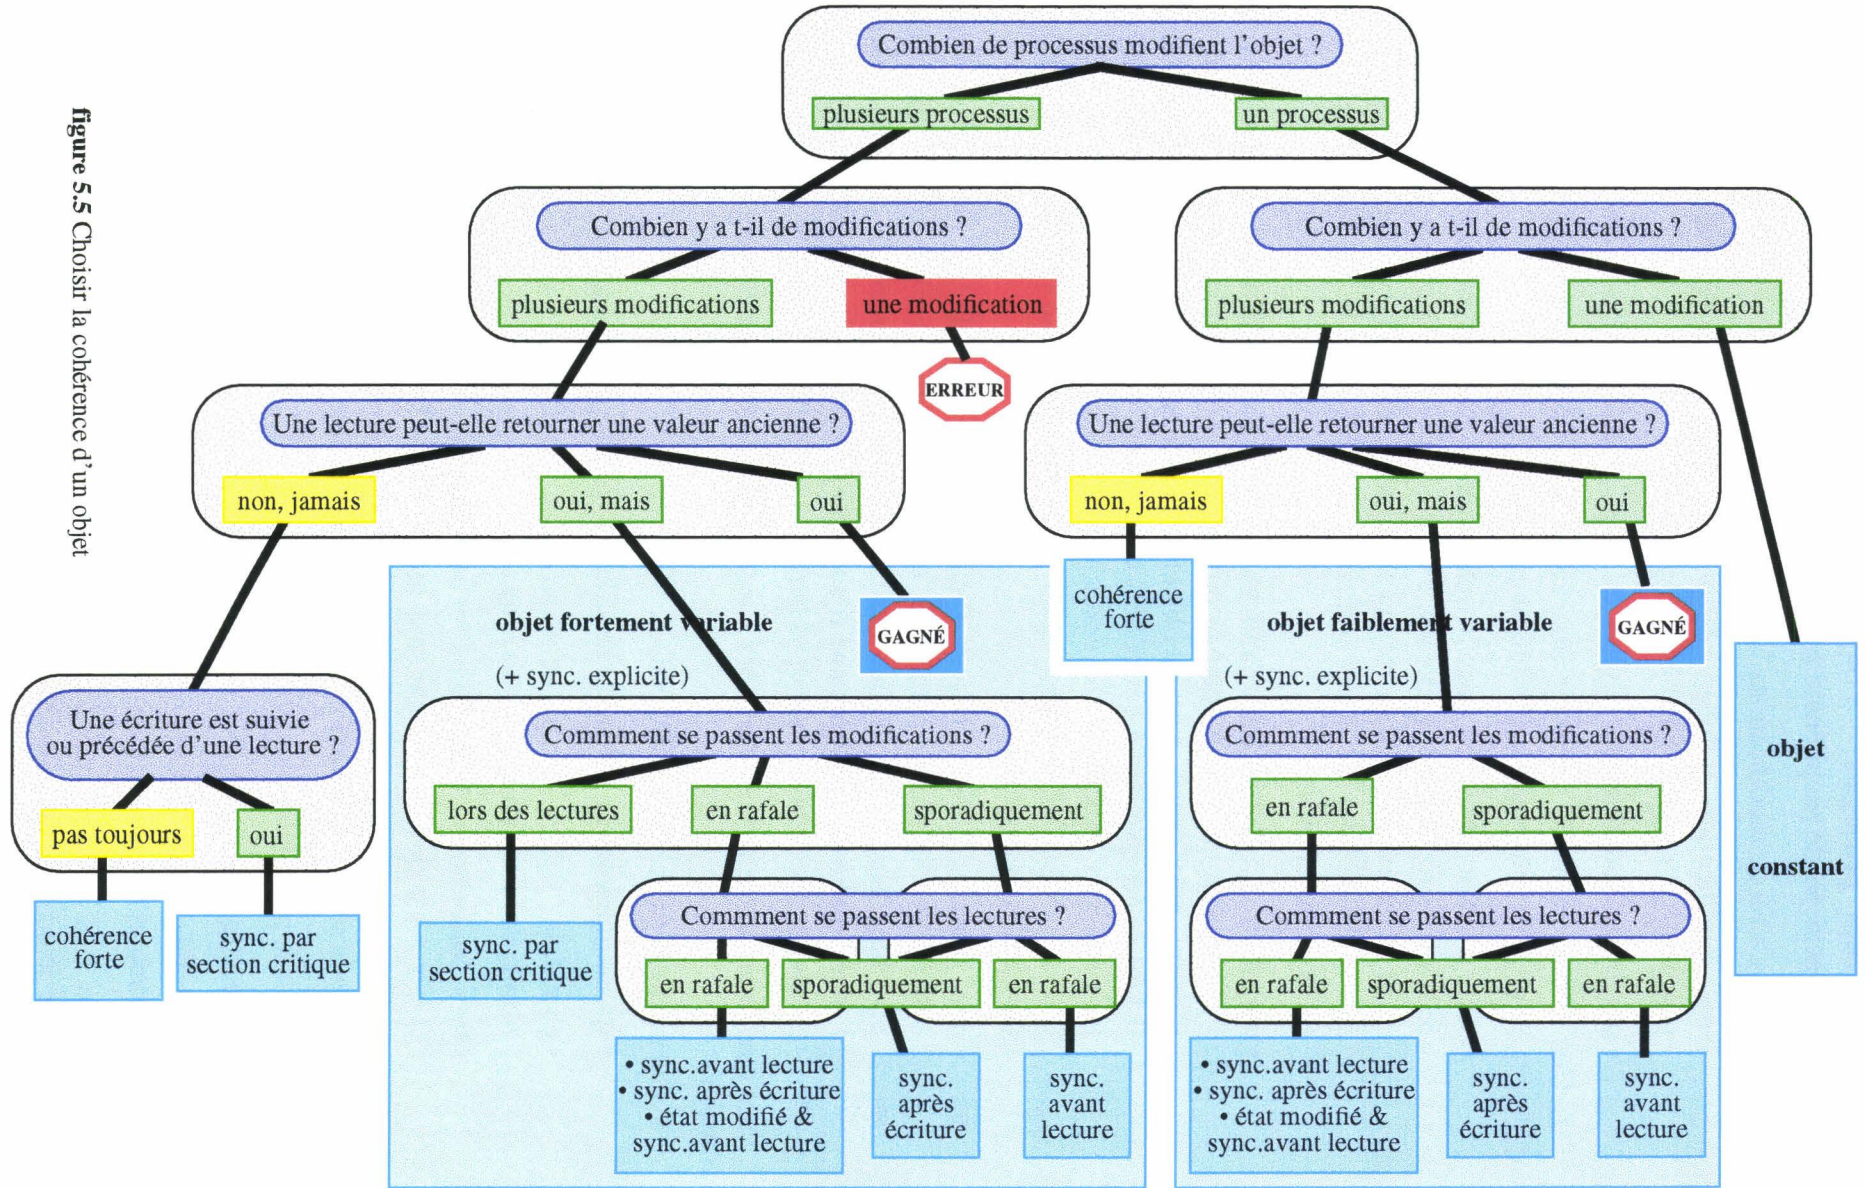 Combien de processus modifient l'objet ?
plusieurs processus
un processus
figure 5.5 Choisir la cohérence d'un objet
Combien y a t-il de modifications ?
plusieurs modifications
une modification
ERREUR
Combien y a t-il de modifications ?
plusieurs modifications
une modification
Une lecture peut-elle retourner une valeur ancienne ?
non, jamais
oui, mais
oui
Une lecture peut-elle retourner une valeur ancienne ?
non, jamais
oui, mais
oui
objet fortement variable
(+ sync. explicite)
GAGNÉ
cohérence
forte
objet faiblement variable
(+ sync. explicite)
GAGNÉ
objet
constant
Une écriture est suivie
ou précédée d'une lecture ?
pas toujours
oui
cohérence
forte
sync. par
section critique
Commment se passent les modifications ?
lors des lectures
en rafale
sporadiquement
sync. par
section critique
Commment se passent les lectures ?
en rafale
sporadiquement
en rafale
• sync.avant lecture
• sync. après écriture
• état modifié &
sync.avant lecture
sync.
après
écriture
sync.
avant
lecture
Commment se passent les modifications ?
en rafale
sporadiquement
Commment se passent les lectures ?
en rafale
sporadiquement
en rafale
• sync.avant lecture
• sync. après écriture
• état modifié &
sync.avant lecture
sync.
après
écriture
sync.
avant
lecture